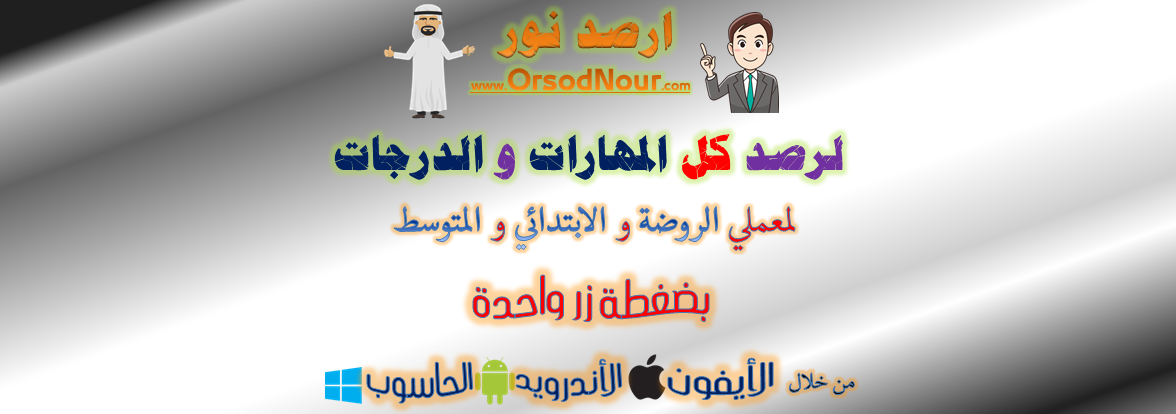 ارصد نور
www.OrsodNour.com
لرصد كل المهارات و الدرجات
لمعملي الروضة و الابتدائي و المتوسط
بضغطة زر واحدة
من خلال الأيفون الأندرويد الحاسوب